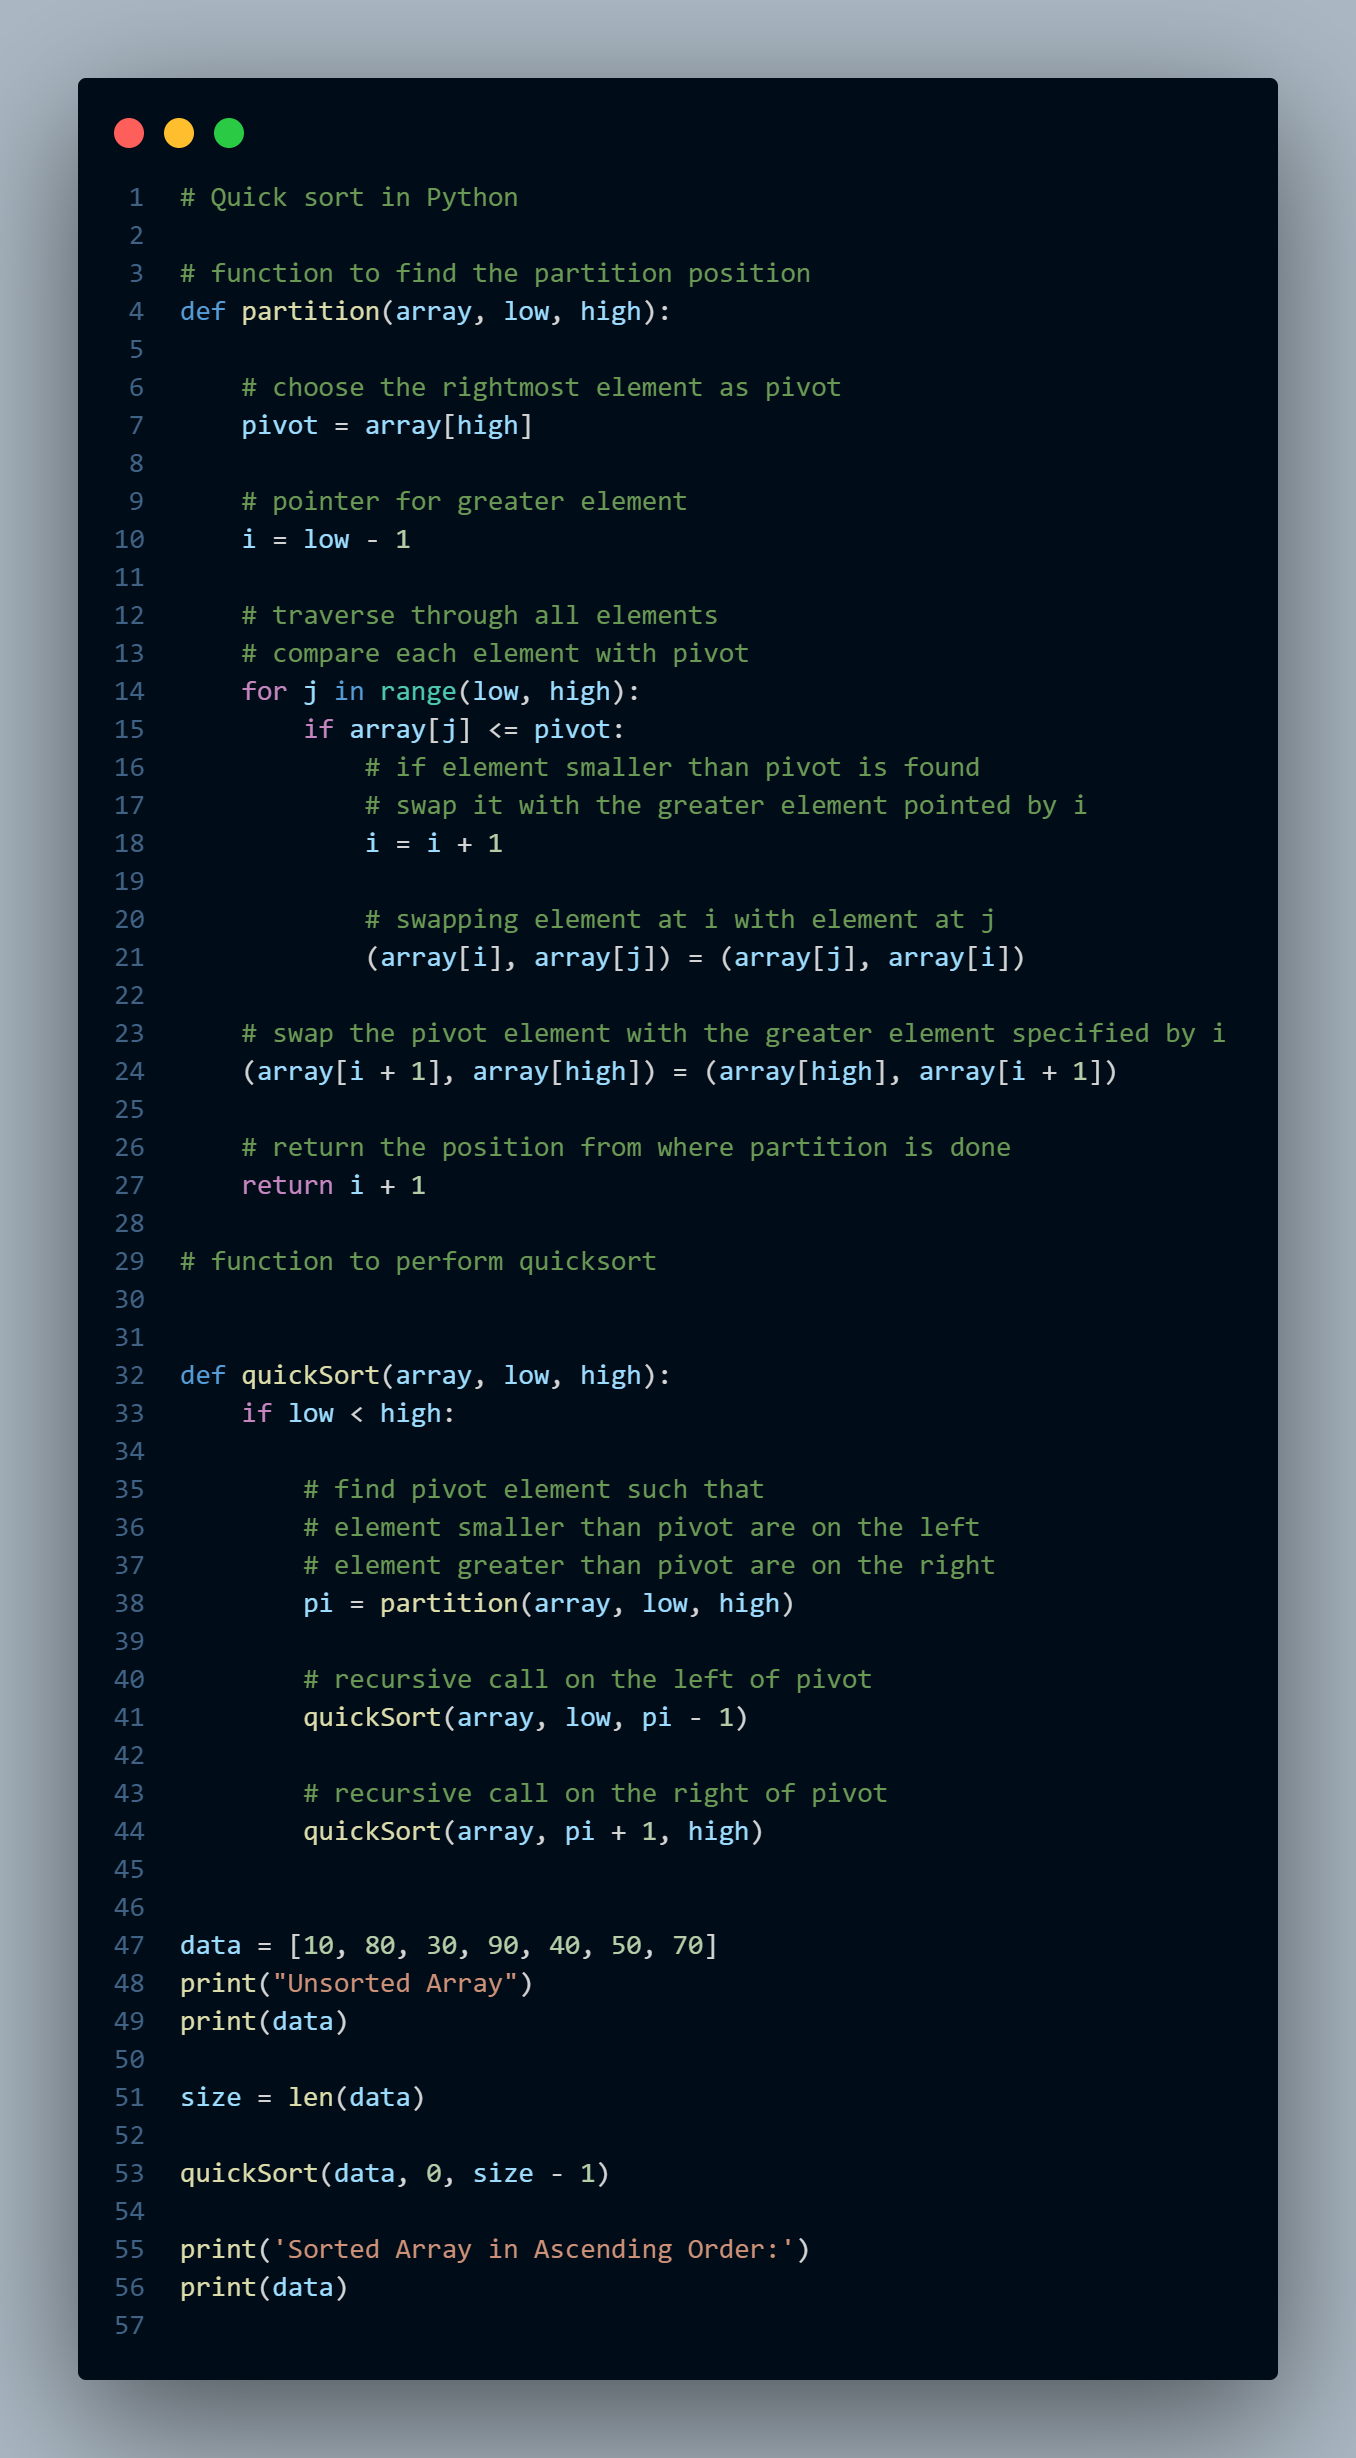 1 # Quick sort in Python
2
3 # function to find the partition position
4 def partition(array, low, high):
5
6     # choose the rightmost element as pivot
7     pivot = array[high]
8
9     # pointer for greater element
10     i = low - 1
11
12     # traverse through all elements
13     # compare each element with pivot
14     for j in range(low, high):
15         if array[j] <= pivot:
16             # if element smaller than pivot is found
17             # swap it with the greater element pointed by i
18             i = i + 1
19
20             # swapping element at i with element at j
21             (array[i], array[j]) = (array[j], array[i])
22
23     # swap the pivot element with the greater element specified by i
24     (array[i + 1], array[high]) = (array[high], array[i + 1])
25
26     # return the position from where partition is done
27     return i + 1
28
29 # function to perform quicksort
30
31
32 def quickSort(array, low, high):
33     if low < high:
34
35         # find pivot element such that
36         # element smaller than pivot are on the left
37         # element greater than pivot are on the right
38         pi = partition(array, low, high)
39
40         # recursive call on the left of pivot
41         quickSort(array, low, pi - 1)
42
43         # recursive call on the right of pivot
44         quickSort(array, pi + 1, high)
45
46
47 data = [10, 80, 30, 90, 40, 50, 70]
48 print("Unsorted Array")
49 print(data)
50
51 size = len(data)
52
53 quickSort(data, 0, size - 1)
54
55 print('Sorted Array in Ascending Order:')
56 print(data)
57